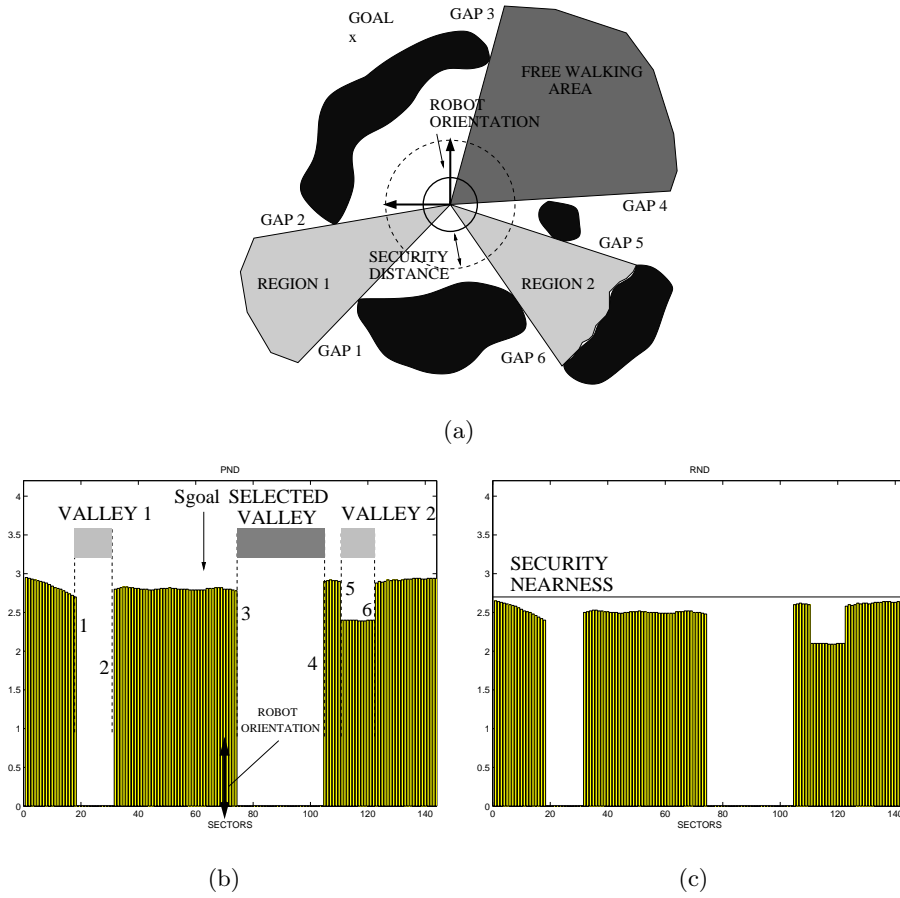 GOAL
x
GAP 3
FREE WALKING
AREA
ROBOT
ORIENTATION
GAP 4
GAP 2
GAP 5
SECURITY
DISTANCE
REGION 1
REGION 2
GAP 1
GAP 6
(a)
PND
4
3.5
3
2.5
2
1.5
1
0.5
0
Sgoal
SELECTED
VALLEY
VALLEY 1
VALLEY 2
1
2
3
4
5
6
ROBOT
ORIENTATION
0
20
40
60
80
100
120
140
SECTORS
(b)
RND
4
3.5
3
2.5
2
1.5
1
0.5
0
SECURITY
NEARNESS
0
20
40
60
80
100
120
140
SECTORS
(c)